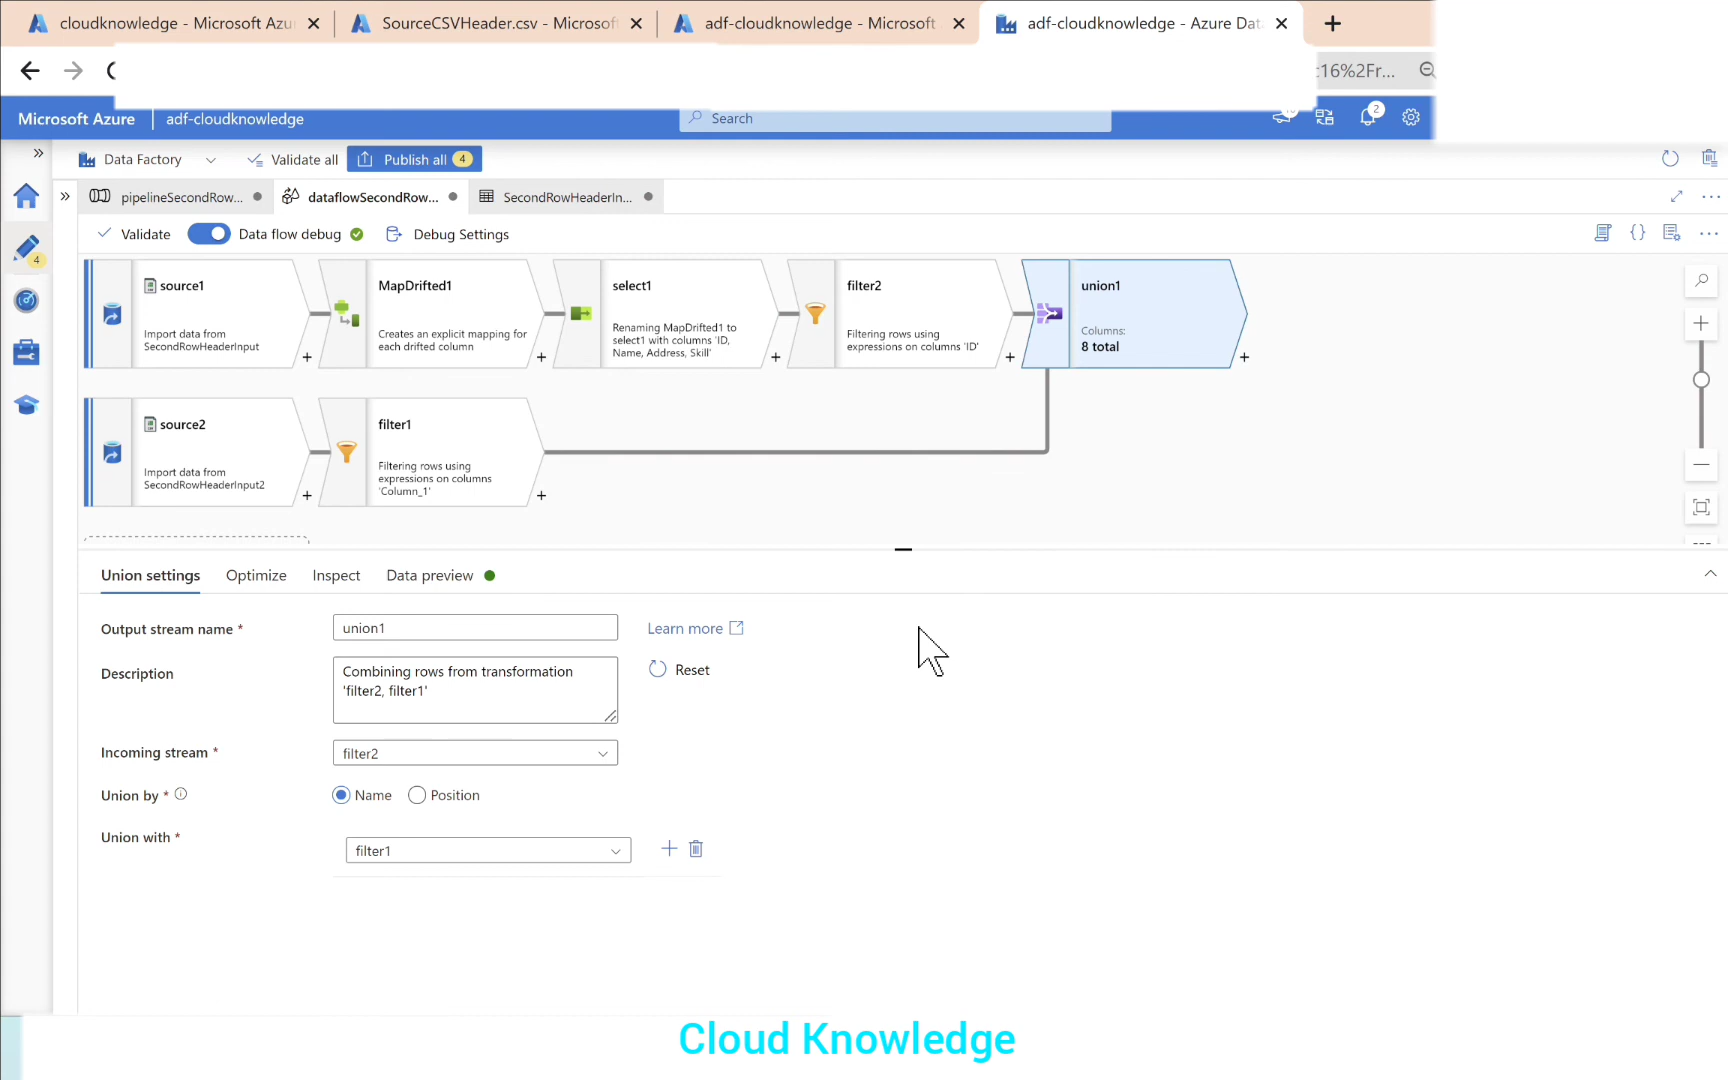 cloudknowledge - Microsoft Azu
SourceCSVHeader.csv - Microsoft
adf-cloudknowledge - Microsoft
adf-cloudknowledge - Azure Dat
16%2Fr...
Microsoft Azure
adf-cloudknowledge
Search
2
Data Factory
Validate all
Publish all 4
pipelineSecondRow...
dataflowSecondRow...
SecondRowHeaderIn...
Validate
Data flow debug
Debug Settings
4
source1
Import data from
SecondRowHeaderInput
MapDrifted1
Creates an explicit mapping for
each drifted column
select1
Renaming MapDrifted1 to
select1 with columns 'ID,
Name, Address, Skill'
filter2
Filtering rows using
expressions on columns 'ID'
union1
Columns:
8 total
source2
Import data from
SecondRowHeaderInput2
filter1
Filtering rows using
expressions on columns
'Column_1'
Union settings
Optimize
Inspect
Data preview
Output stream name *
union1
Learn more
Description
Combining rows from transformation
'filter2, filter1'
Reset
Incoming stream *
filter2
Union by *
Name
Position
Union with *
filter1
Cloud Knowledge